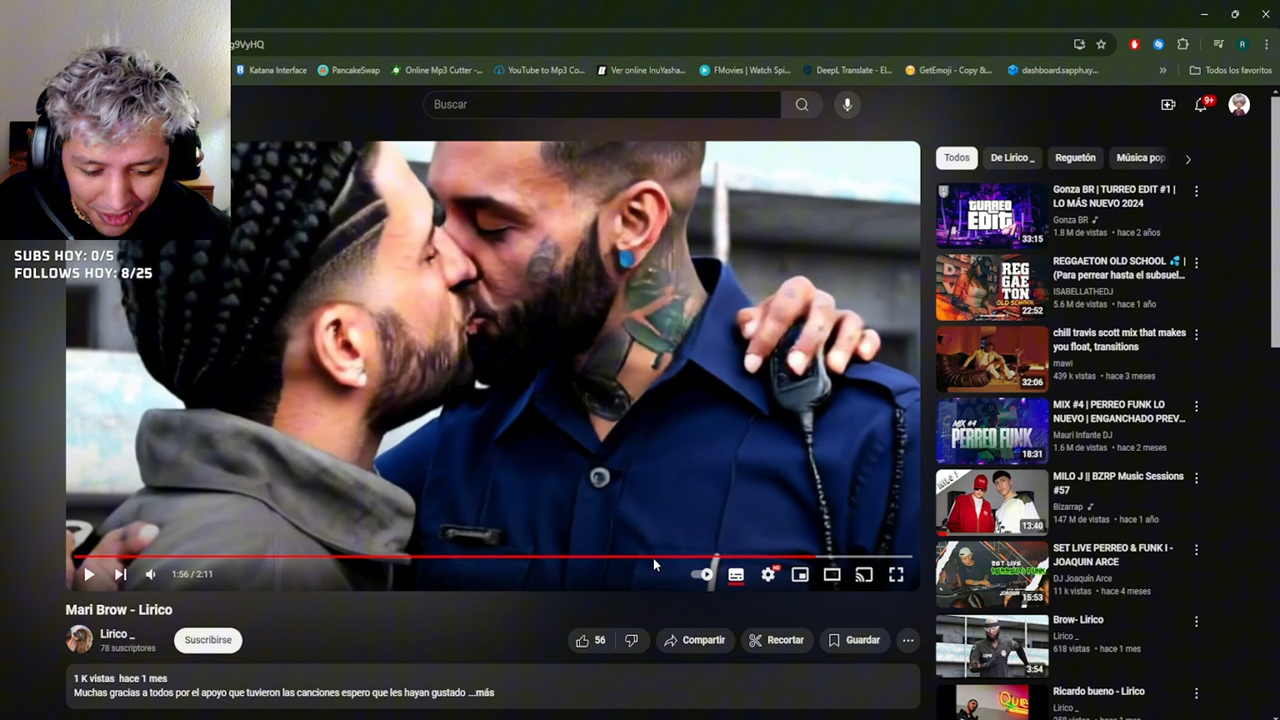 g9VyHQ
Katana Interface
PancakeSwap
Online Mp3 Cutter -...
YouTube to Mp3 Co...
Ver online InuYasha...
FMovies | Watch Spi...
DeepL Translate - El...
GetEmoji - Copy &...
dashboard.sapph.xy...
»
Todos los favoritos
Buscar
9+
R
SUBS HOY: 0/5
FOLLOWS HOY: 8/25
1:56 / 2:11
HD
Mari Brow - Lirico
Lirico _
78 suscriptores
Suscribirse
56
Compartir
Recortar
Guardar
1 K vistas hace 1 mes
Muchas gracias a todos por el apoyo que tuvieron las canciones espero que les hayan gustado ...más
Todos
De Lirico _
Reguetón
Música pop
TURREO EDIT
33:15
Gonza BR | TURREO EDIT #1 |
LO MÁS NUEVO 2024
Gonza BR
1.8 M de vistas • hace 2 años
REG
GAE
TON
OLD SCHOOL
22:52
REGGAETON OLD SCHOOL 💦 |
(Para perrear hasta el subsuel...
ISABELLATHEDJ
5.6 M de vistas • hace 1 año
32:06
chill travis scott mix that makes
you float, transitions
mawi
439 k vistas • hace 3 meses
MIX #4
PERREO FUNK
18:31
MIX #4 | PERREO FUNK LO
NUEVO | ENGANCHADO PREV...
Mauri Infante DJ
1.6 M de vistas • hace 2 meses
MILO J
13:40
MILO J || BZRP Music Sessions
#57
Bizarrap
147 M de vistas • hace 1 año
SET LIVE
15:53
SET LIVE PERREO & FUNK I -
JOAQUIN ARCE
DJ Joaquin Arce
11 k vistas • hace 4 meses
3:54
Brow- Lirico
Lirico _
618 vistas • hace 1 mes
Que
Ricardo bueno - Lirico
Lirico _